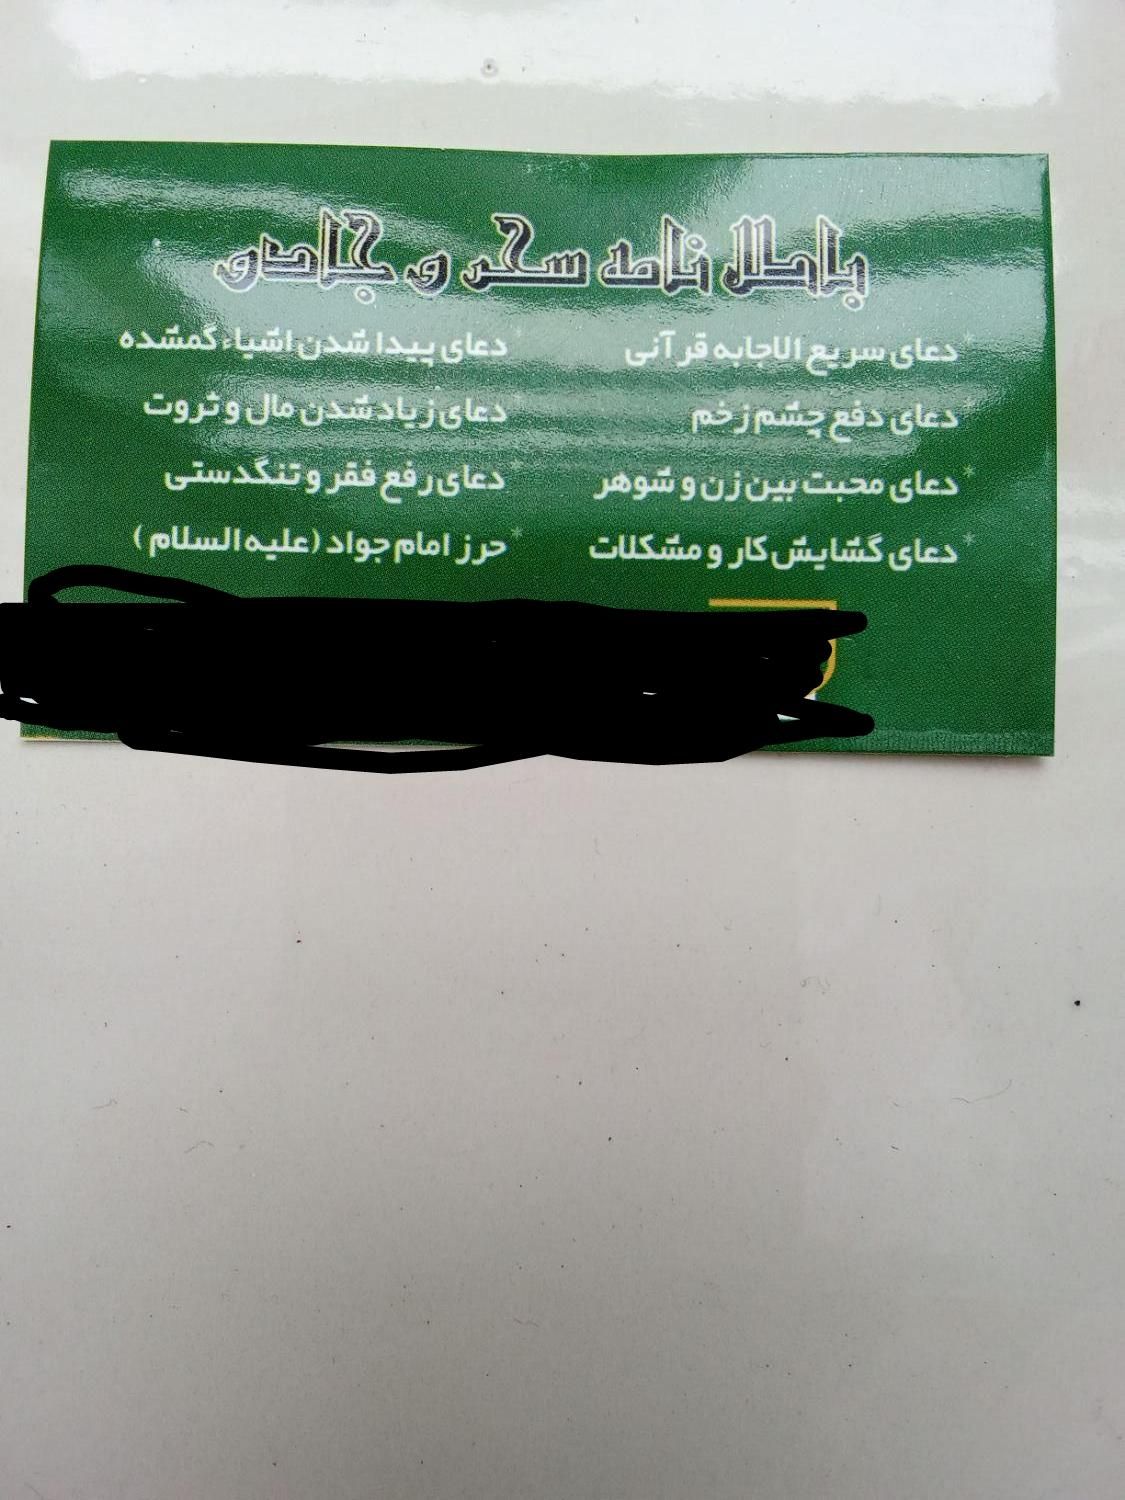 باطل نامه سحر و جادو
* دعای سریع الاجابه قرآنی * دعای پیدا شدن اشیاء گمشده
* دعای دفع چشم زخم * دعای زیاد شدن مال و ثروت
* دعای محبت بین زن و شوهر * دعای رفع فقر و تنگدستی
* دعای گشایش کار و مشکلات * حرز امام جواد (علیه السلام)